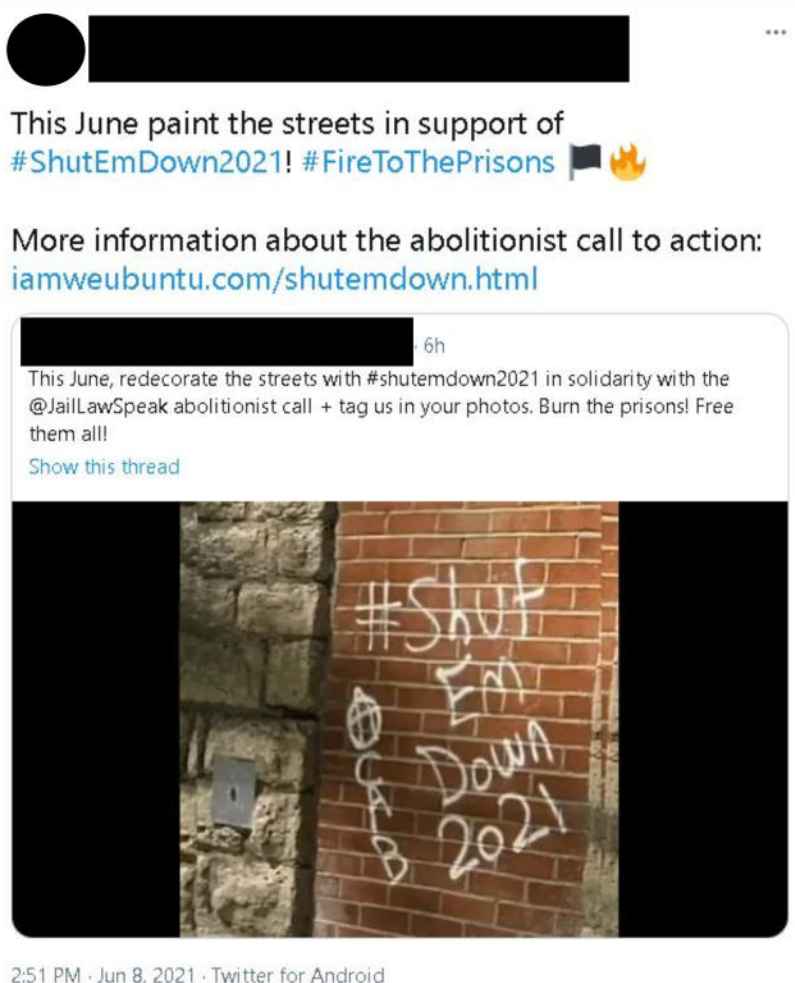 This June paint the streets in support of
#ShutEmDown2021! #FireToThePrisons 🏴🔥
More information about the abolitionist call to action:
iamweubuntu.com/shutemdown.html
· 6h
This June, redecorate the streets with #shutemdown2021 in solidarity with the
@JailLawSpeak abolitionist call + tag us in your photos. Burn the prisons! Free
them all!
Show this thread
#Shut
Em
Down
2021
ACAB
2:51 PM · Jun 8, 2021 · Twitter for Android